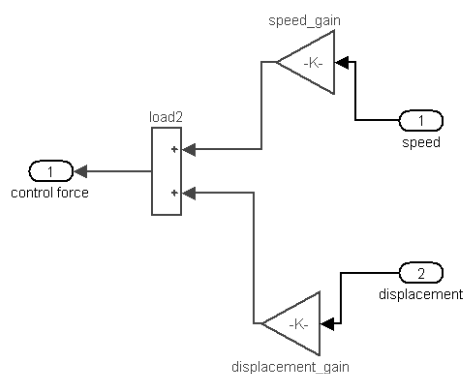 speed_gain
-K-
1
speed
load2
+
+
1
control force
2
displacement
-K-
displacement_gain